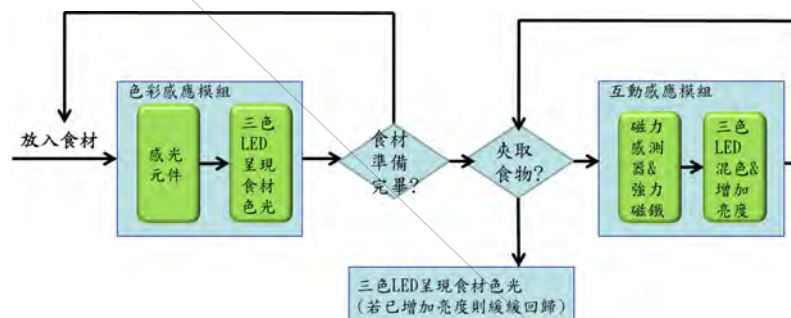 色彩感應模組
互動感應模組
放入食材
感光
元件
三色
LED
呈現
食材
色光
食材
準備
完畢?
夾取
食物?
磁力
感測
器&
強力
磁鐵
三色
LED
混色&
增加
亮度
三色LED呈現食材色光
(若已增加亮度則緩緩回歸)